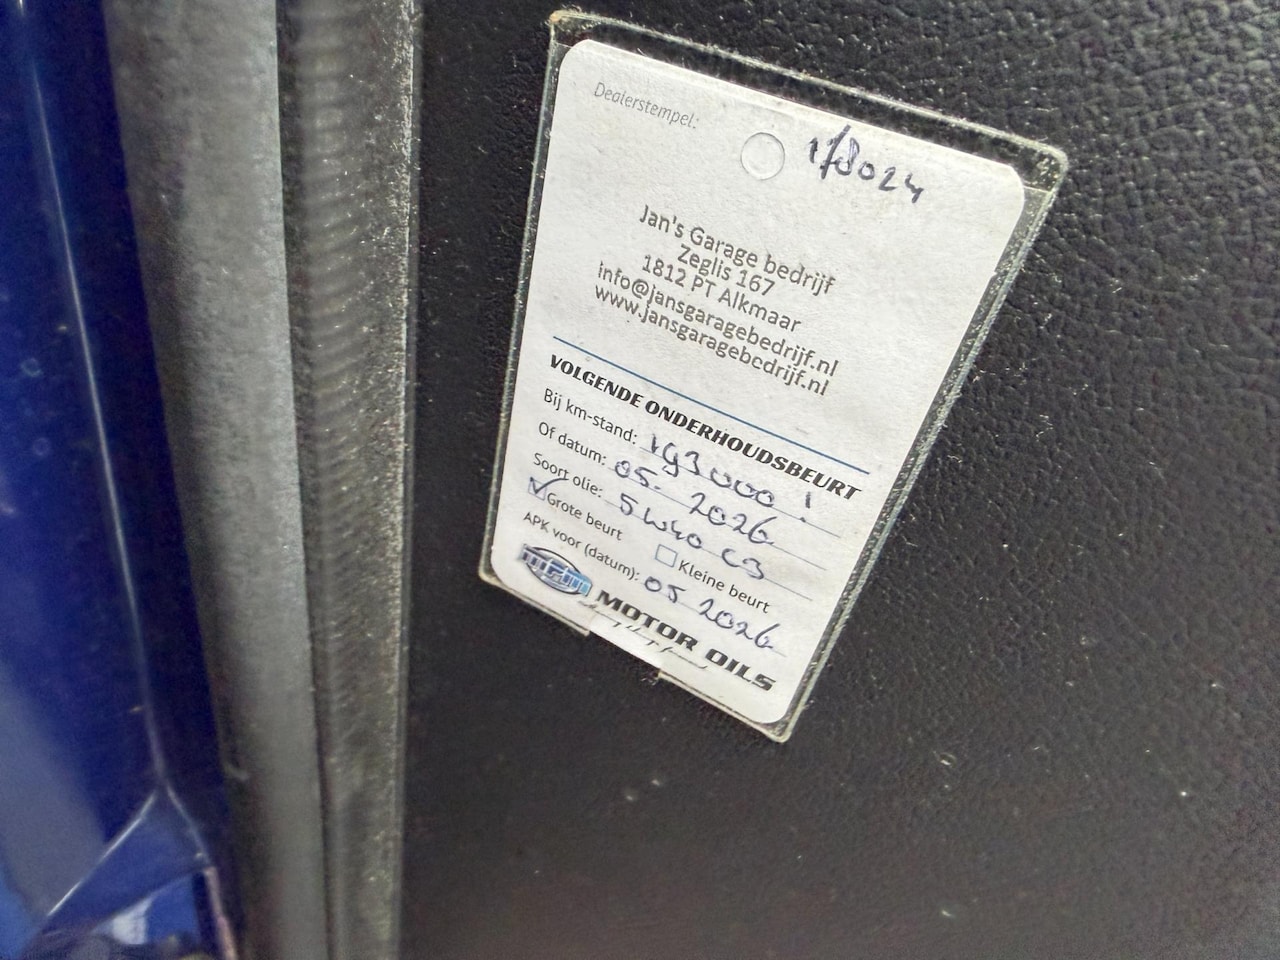 Dealerstempel:
178024
Jan's Garage bedrijf
Zeglis 167
1812 PT Alkmaar
info@jansgaragebedrijf.nl
www.jansgaragebedrijf.nl
VOLGENDE ONDERHOUDSBEURT
Bij km-stand: 193000 !
Of datum: 05-2026
Soort olie: 5W40 C3
Grote beurt Kleine beurt
APK voor (datum): 05 2026
MOTOR OILS